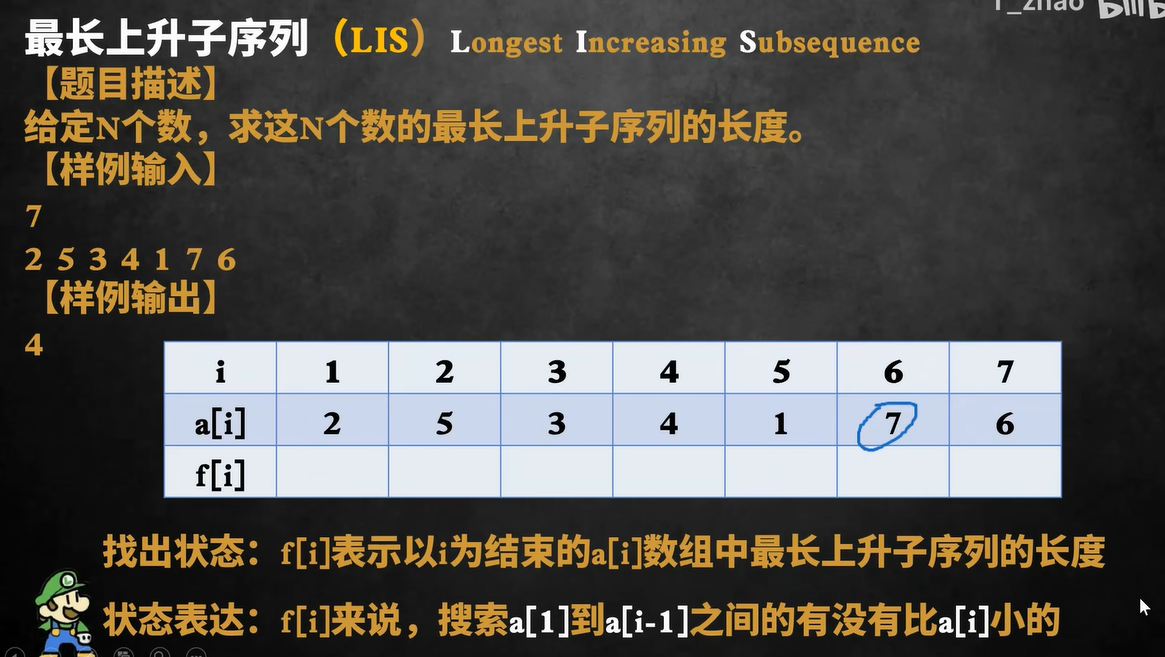 T_zhao bilibili
最长上升子序列（LIS）Longest Increasing Subsequence
【题目描述】
给定N个数，求这N个数的最长上升子序列的长度。
【样例输入】
7
2 5 3 4 1 7 6
【样例输出】
4
i 1 2 3 4 5 6 7
a[i] 2 5 3 4 1 7 6
f[i]
找出状态：f[i]表示以i为结束的a[i]数组中最长上升子序列的长度
状态表达：f[i]来说，搜索a[1]到a[i-1]之间的有没有比a[i]小的